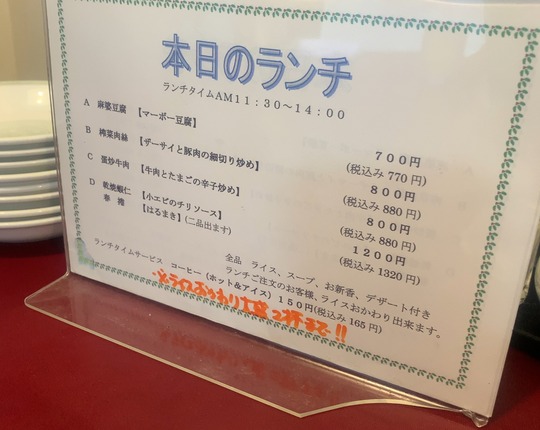 本日のランチ
ランチタイムAM11：30～14：00
A 麻婆豆腐 【マーボー豆腐】 700円
(税込み 770円)
B 搾菜肉絲 【ザーサイと豚肉の細切り炒め】 800円
(税込み 880円)
C 蛋炒牛肉 【牛肉とたまごの辛子炒め】 800円
(税込み 880円)
D 乾焼蝦仁 【小エビのチリソース】 1200円
春捲 【はるまき】(二品出ます) (税込み 1320円)
全品 ライス、スープ、お新香、デザート付き
ランチご注文のお客様、ライスおかわり出来ます。
ランチタイムサービス コーヒー（ホット＆アイス）150円(税込み 165円)
※ライスおかわりは 2杯まで!!